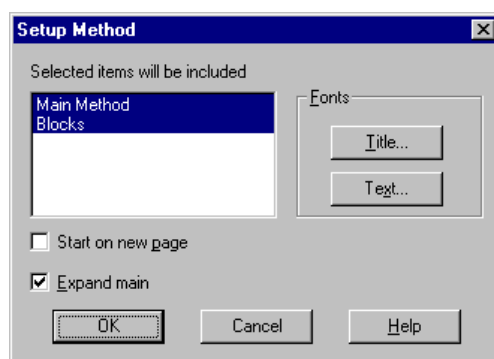 Setup Method
Selected items will be included
Main Method
Blocks
Fonts
Title...
Text...
Start on new page
Expand main
OK
Cancel
Help